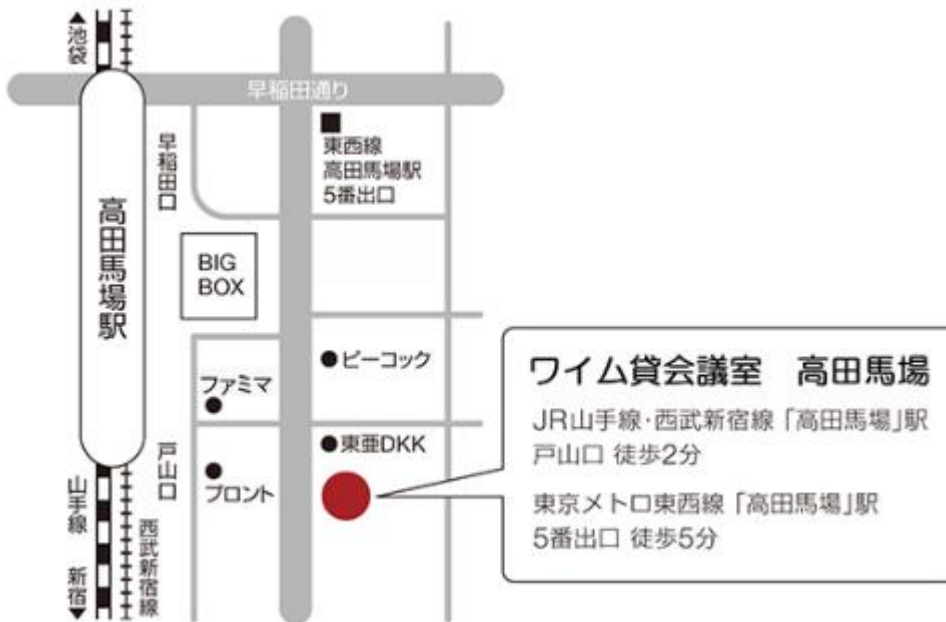 ▲池袋
早稲田通り
早稲田口
東西線
高田馬場駅
5番出口
高田馬場駅
BIG
BOX
ピーコック
ファミマ
東亜DKK
戸山口
プロント
山手線
新宿▼
西武新宿線
ワイム貸会議室 高田馬場
JR山手線・西武新宿線「高田馬場」駅
戸山口 徒歩2分
東京メトロ東西線「高田馬場」駅
5番出口 徒歩5分